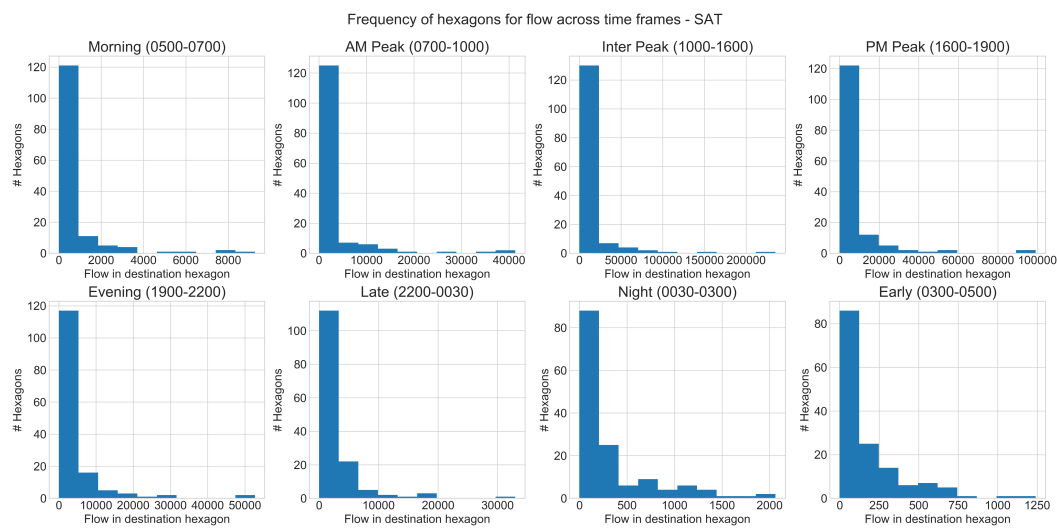 Frequency of hexagons for flow across time frames - SAT
Morning (0500-0700)
# Hexagons
120
100
80
60
40
20
0
0 2000 4000 6000 8000
Flow in destination hexagon
AM Peak (0700-1000)
# Hexagons
120
100
80
60
40
20
0
0 10000 20000 30000 40000
Flow in destination hexagon
Inter Peak (1000-1600)
# Hexagons
120
100
80
60
40
20
0
0 50000 100000 150000 200000
Flow in destination hexagon
PM Peak (1600-1900)
# Hexagons
120
100
80
60
40
20
0
0 20000 40000 60000 80000 100000
Flow in destination hexagon
Evening (1900-2200)
# Hexagons
120
100
80
60
40
20
0
0 10000 20000 30000 40000 50000
Flow in destination hexagon
Late (2200-0030)
# Hexagons
100
80
60
40
20
0
0 10000 20000 30000
Flow in destination hexagon
Night (0030-0300)
# Hexagons
80
60
40
20
0
0 500 1000 1500 2000
Flow in destination hexagon
Early (0300-0500)
# Hexagons
80
60
40
20
0
0 250 500 750 1000 1250
Flow in destination hexagon